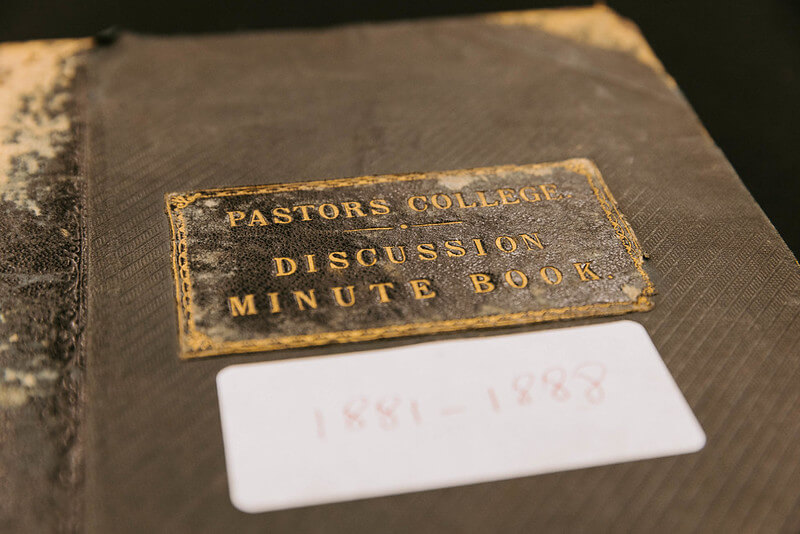 PASTORS COLLEGE.
DISCUSSION
MINUTE BOOK.
1881-1888